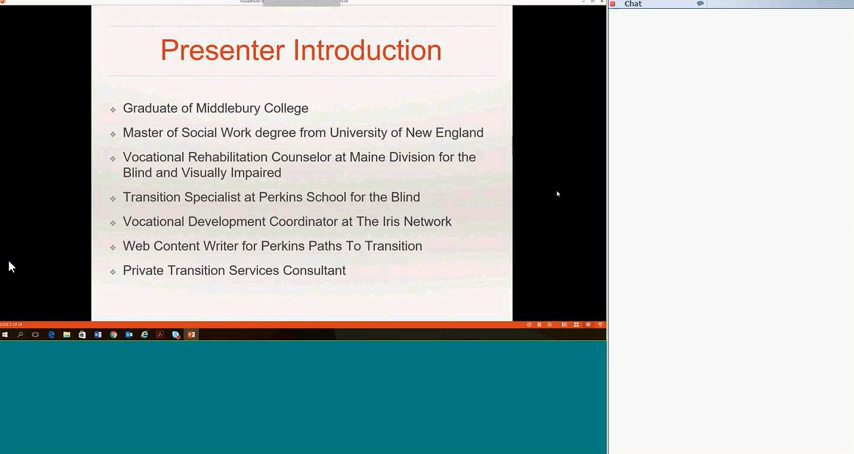 Chat
Presenter Introduction
Graduate of Middlebury College
Master of Social Work degree from University of New England
Vocational Rehabilitation Counselor at Maine Division for the
Blind and Visually Impaired
Transition Specialist at Perkins School for the Blind
Vocational Development Coordinator at The Iris Network
Web Content Writer for Perkins Paths To Transition
Private Transition Services Consultant